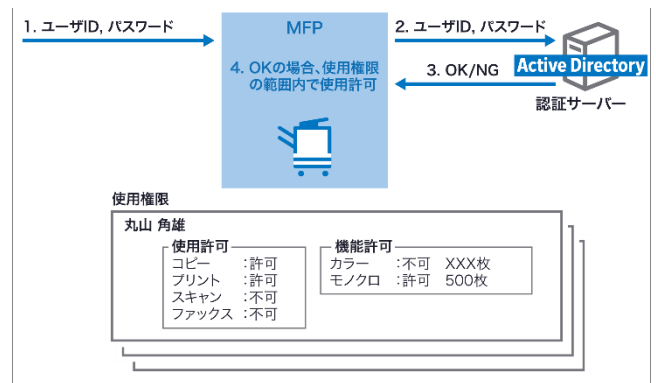 1. ユーザID, パスワード
MFP
2. ユーザID, パスワード
4. OKの場合、使用権限
の範囲内で使用許可
3. OK/NG
Active Directory
認証サーバー
使用権限
丸山 角雄
使用許可
コピー :許可
プリント :許可
スキャン :不可
ファックス :不可
機能許可
カラー :不可 XXX枚
モノクロ :許可 500枚